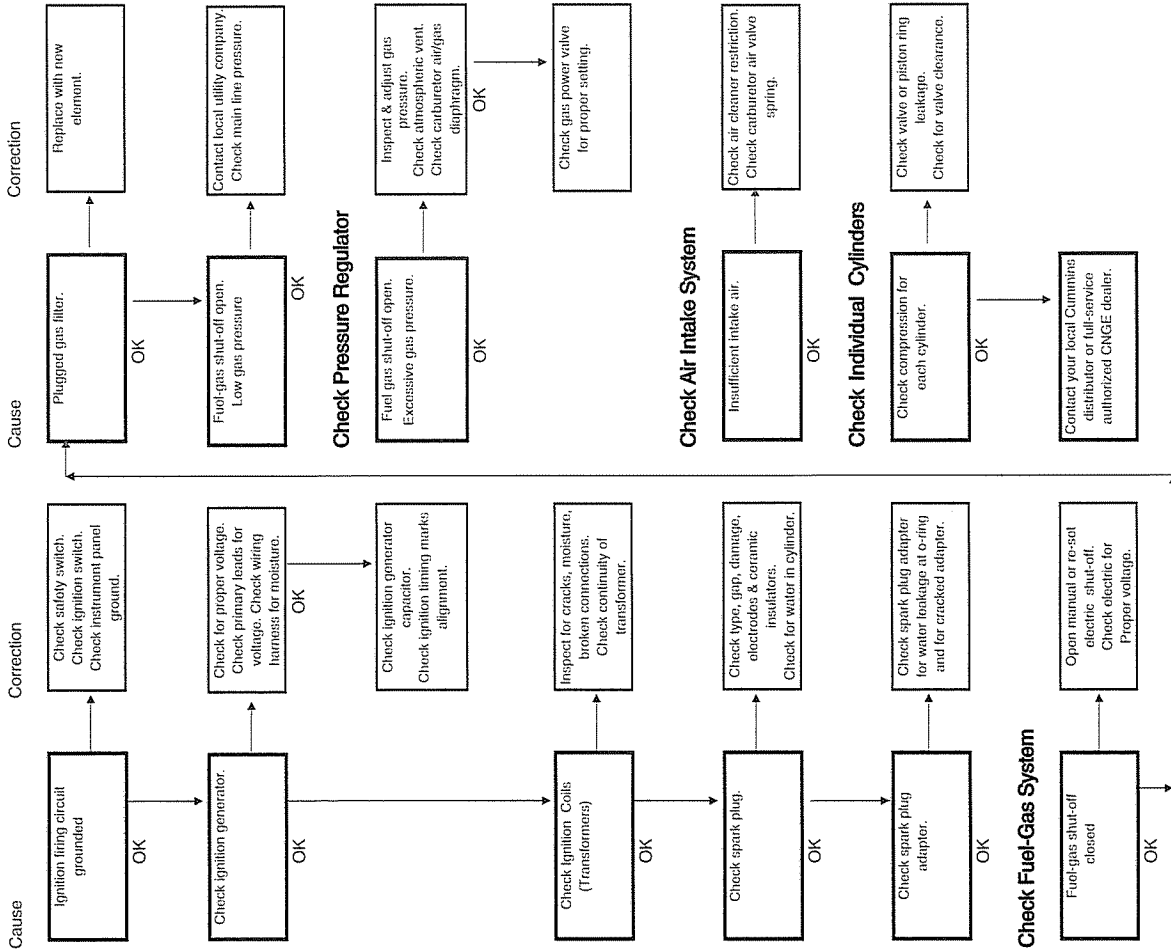 Cause
Correction
Ignition firing circuit
grounded
OK
Check safety switch.
Check ignition switch.
Check instrument panel
ground.
Check ignition generator.
OK
Check for proper voltage.
Check primary leads for
voltage. Check wiring
harness for moisture.
OK
Check ignition generator
capacitor.
Check ignition timing marks
alignment.
Check Ignition Coils
(Transformers)
OK
Inspect for cracks, moisture,
broken connections.
Check continuity of
transformer.
Check spark plug.
OK
Check type, gap, damage,
electrodes & ceramic
insulators.
Check for water in cylinder.
Check spark plug
adapter.
OK
Check spark plug adapter
for water leakage at o-ring
and for cracked adapter.
Check Fuel-Gas System
Fuel-gas shut-off
closed
OK
Open manual or re-set
electric shut-off.
Check electric for
Propor voltage.
Cause
Correction
Plugged gas filter.
OK
Replace with now
element.
Fuol-gas shut-off open.
Low gas pressure
OK
Contact local utility company.
Check main line pressure.
Check Pressure Regulator
Fuel gas shut-off open.
Excessive gas pressure.
OK
Inspect & adjust gas
pressure.
Check atmospheric vent.
Check carburetor air/gas
diaphragm.
OK
Check gas power valve
for proper setting.
Check Air Intake System
Insufficient intake air.
OK
Check air cleaner restriction.
Check carburetor air valve
spring.
Check Individual Cylinders
Check compression for
each cylinder.
OK
Check valve or piston ring
leakage.
Check for valve clearance.
Contact your local Cummins
distributor or full-service
authorized CNGE dealer.